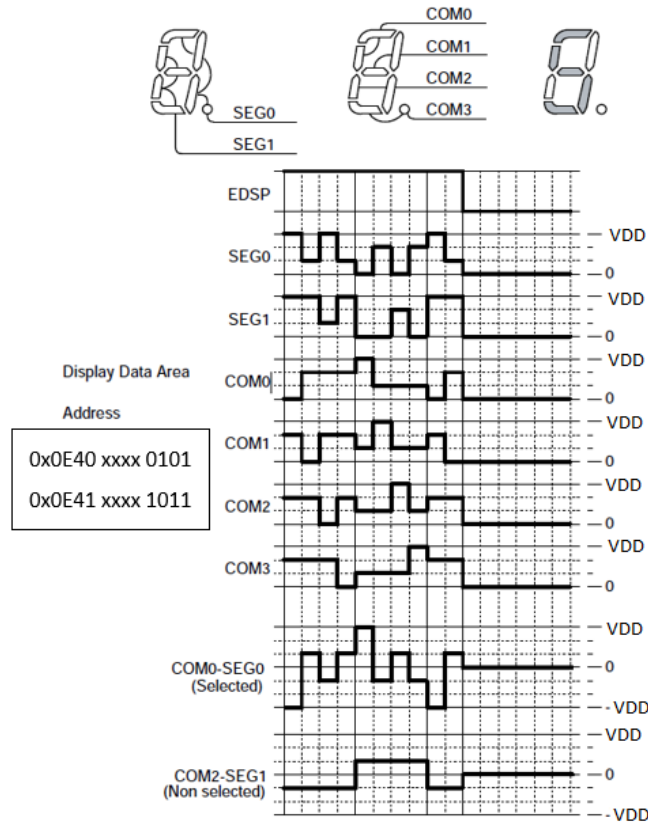 COM0
COM1
COM2
COM3
SEG0
SEG1
EDSP
VDD
SEG0
0
VDD
SEG1
0
VDD
Display Data Area
COM0
0
Address
VDD
0x0E40 xxxx 0101
COM1
0
0x0E41 xxxx 1011
VDD
COM2
0
VDD
COM3
0
VDD
COM0-SEG0
0
(Selected)
- VDD
VDD
COM2-SEG1
0
(Non selected)
- VDD